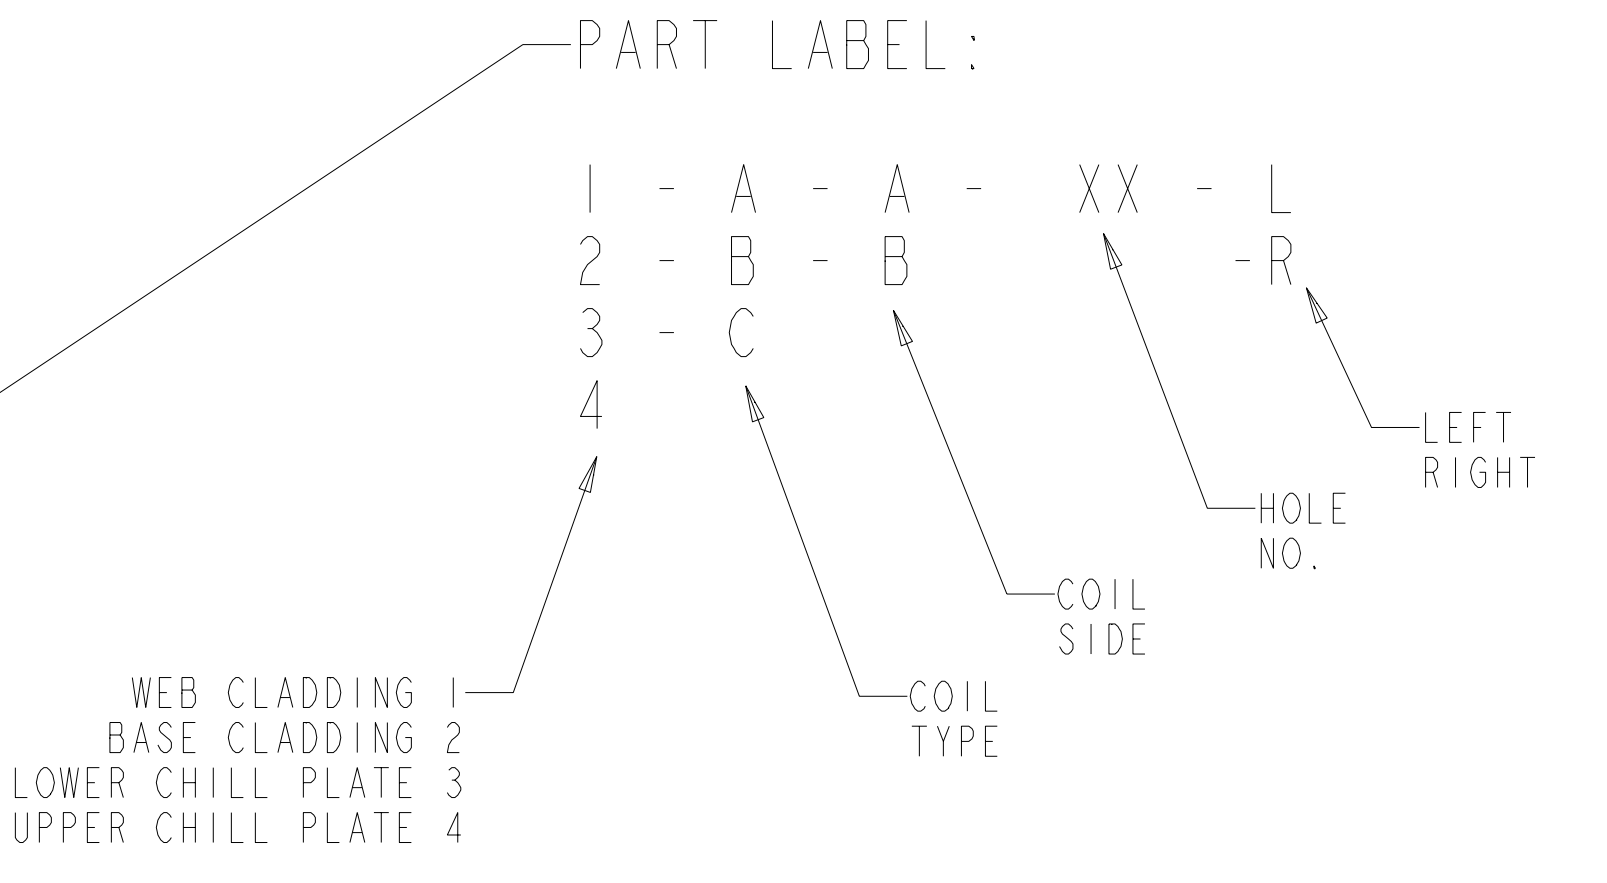 PART LABEL:
1 - A - A - XX - L
2 - B - B -R
3 - C
4
LEFT
RIGHT
HOLE
NO.
COIL
SIDE
COIL
TYPE
WEB CLADDING 1
BASE CLADDING 2
LOWER CHILL PLATE 3
UPPER CHILL PLATE 4